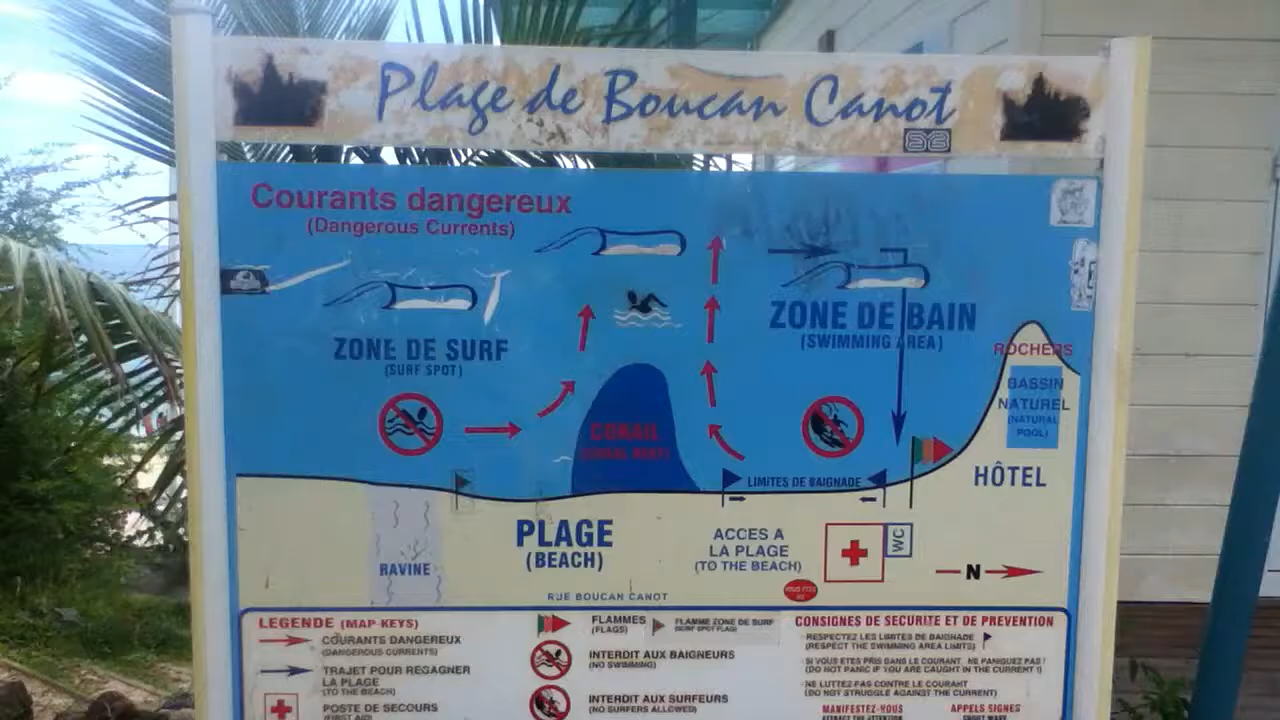 Plage de Boucan Canot
Courants dangereux
(Dangerous Currents)
ZONE DE SURF
(SURF SPOT)
ZONE DE BAIN
(SWIMMING AREA)
ROCHERS
BASSIN
NATUREL
(NATURAL
POOL)
CORAIL
HÔTEL
LIMITES DE BAIGNADE
PLAGE
(BEACH)
ACCES A
LA PLAGE
(TO THE BEACH)
WC
RAVINE
N
RUE BOUCAN CANOT
VOUS ETES
ICI
LEGENDE (MAP KEYS)
COURANTS DANGEREUX
(DANGEROUS CURRENTS)
TRAJET POUR REGAGNER
LA PLAGE
(TO THE BEACH)
POSTE DE SECOURS
(FIRST AID)
FLAMMES
(FLAGS)
FLAMME ZONE DE SURF
(SURF SPOT FLAG)
INTERDIT AUX BAIGNEURS
(NO SWIMMING)
INTERDIT AUX SURFEURS
(NO SURFERS ALLOWED)
CONSIGNES DE SECURITE ET DE PREVENTION
RESPECTEZ LES LIMITES DE BAIGNADE
(RESPECT THE SWIMMING AREA LIMITS)
SI VOUS ETES PRIS DANS LE COURANT, NE PANIQUEZ PAS !
(DO NOT PANIC IF YOU ARE CAUGHT IN THE CURRENT !)
NE LUTTEZ PAS CONTRE LE COURANT
(DO NOT STRUGGLE AGAINST THE CURRENT)
MANIFESTEZ-VOUS
APPELS SIGNES